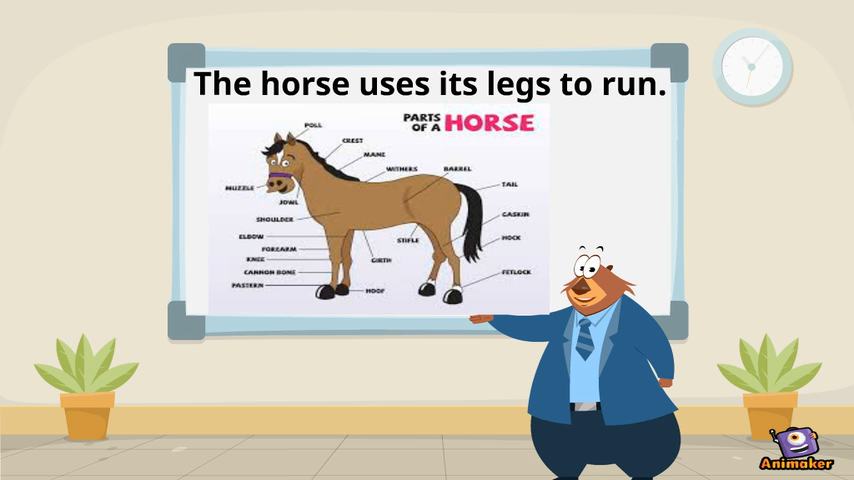 The horse uses its legs to run.
PARTS
OF A HORSE
POLL
CREST
MANE
WITHERS
BARREL
MUZZLE
TAIL
JOWL
SHOULDER
GASKIN
ELBOW
STIFLE
HOCK
FOREARM
KNEE
GIRTH
CANNON BONE
FETLOCK
PASTERN
HOOF
Animaker